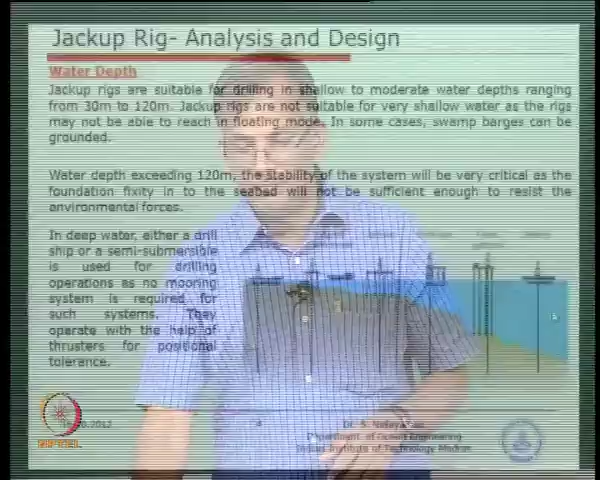 Jackup Rig- Analysis and Design
Water Depth
Jackup rigs are suitable for drilling in shallow to moderate water depths ranging
from 30m to 120m. Jackup rigs are not suitable for very shallow water as the rigs
may not be able to reach in floating mode. In some cases, swamp barges can be
grounded.
Water depth exceeding 120m, the stability of the system will be very critical as the
foundation fixity in to the seabed will not be sufficient enough to resist the
environmental forces.
In deep water, either a drill
ship or a semi-submersible
is used for drilling
operations as no mooring
system is required for
such systems. They
operate with the help of
thrusters for positional
tolerance.
Department of Ocean Engineering
Indian Institute of Technology Madras
NPTEL